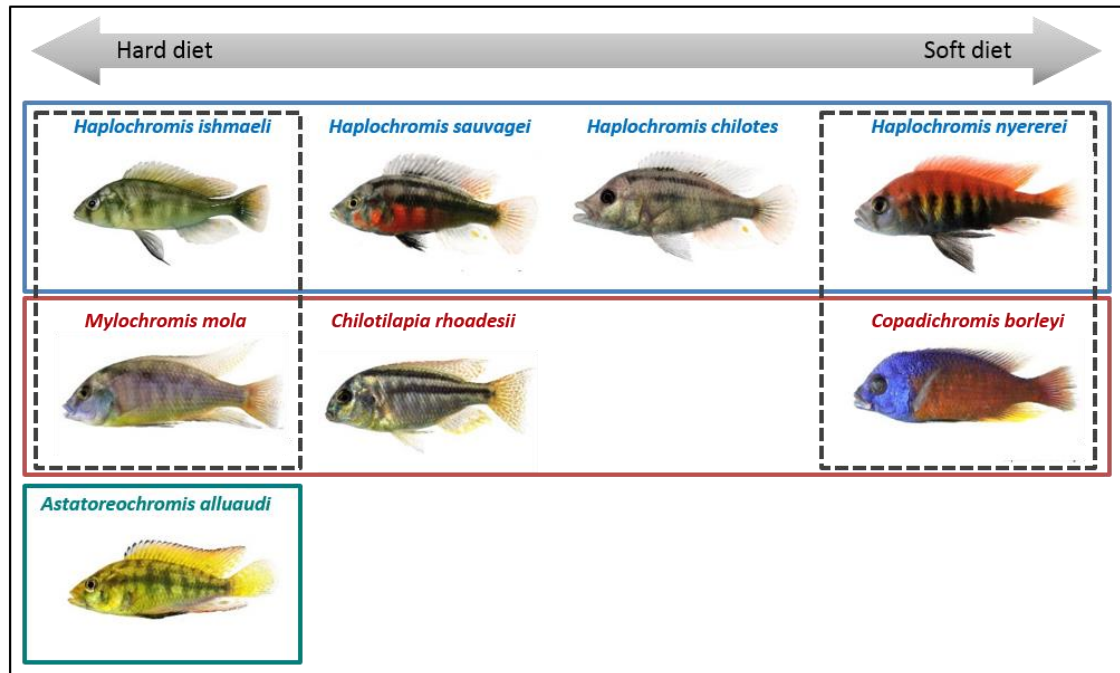 Hard diet
Soft diet
Haplochromis ishmaeli
Haplochromis sauvagei
Haplochromis chilotes
Haplochromis nyererei
Mylochromis mola
Chilotilapia rhoadesii
Copadichromis borleyi
Astatoreochromis alluaudi